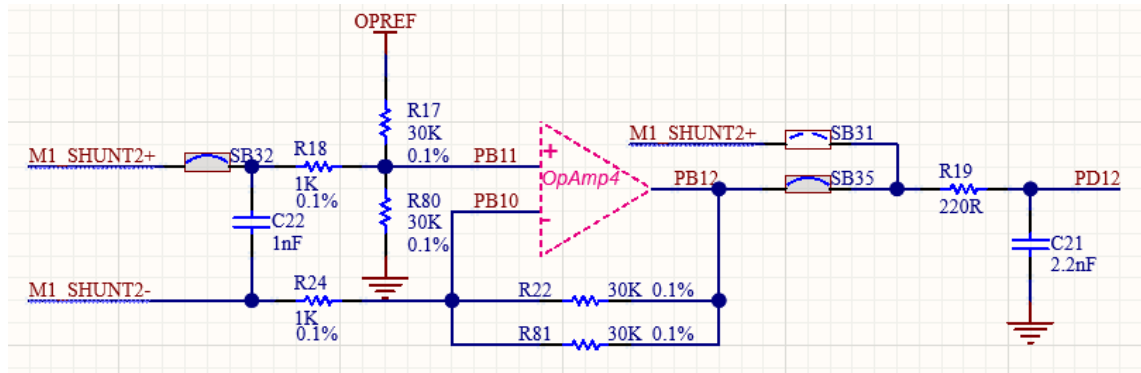 OPREF
R17
30K
0.1%
M1_SHUNT2+
SB31
M1_SHUNT2+
SB32
R18
1K
0.1%
PB11
+
OpAmp4
PB12
SB35
R19
220R
PD12
R80
30K
0.1%
PB10
-
C22
1nF
C21
2.2nF
M1_SHUNT2-
R24
1K
0.1%
R22
30K 0.1%
R81
30K 0.1%